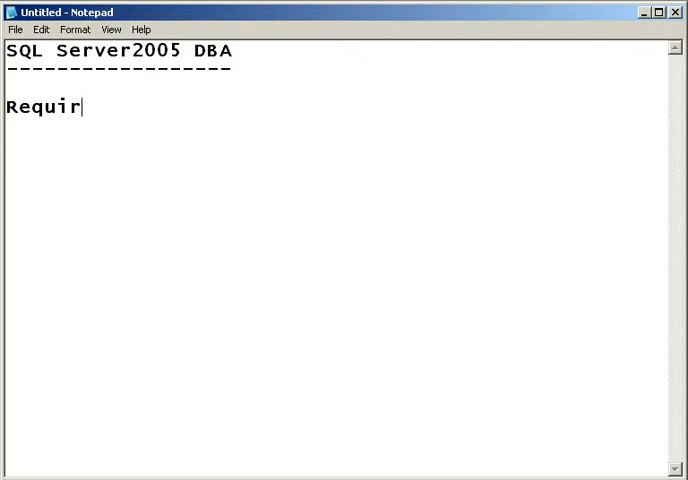 Untitled - Notepad
File Edit Format View Help
SQL Server2005 DBA
------------------
Requir